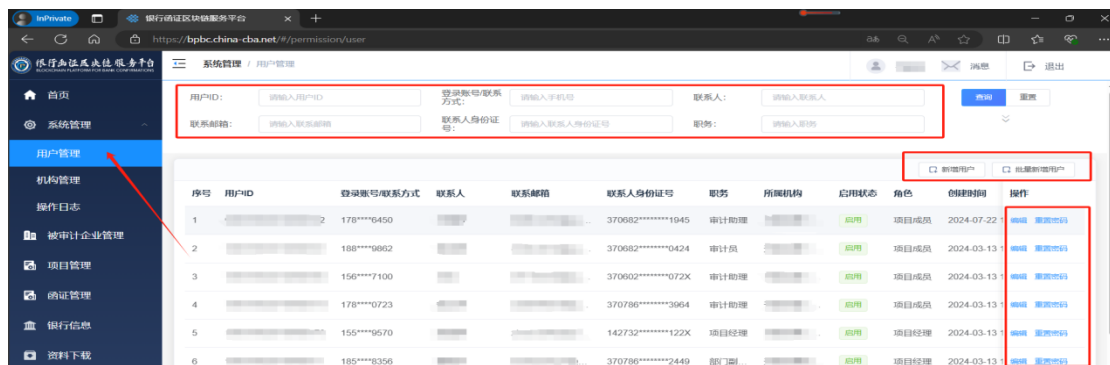 InPrivate 银行函证区块链服务平台
https://bpbc.china-cba.net/#/permission/user
银行函证区块链服务平台 系统管理 / 用户管理 消息 退出
BLOCKCHAIN PLATFORM FOR BANK CONFIRMATIONS
首页
系统管理
用户管理
机构管理
操作日志
被审计企业管理
项目管理
函证管理
银行信息
资料下载
用户ID: 请输入用户ID 登录账号/联系方式: 请输入手机号 联系人: 请输入联系人 查询 重置
联系邮箱: 请输入联系邮箱 联系人身份证号: 请输入联系人身份证号 职务: 请输入职务
新增用户 批量新增用户
序号 用户ID 登录账号/联系方式 联系人 联系邮箱 联系人身份证号 职务 所属机构 启用状态 角色 创建时间 操作
1 2 178****6450 ... 370682********1945 审计助理 启用 项目成员 2024-07-22 1 编辑 重置密码
2 188****9862 370682********0424 审计员 启用 项目成员 2024-03-13 1 编辑 重置密码
3 156****7100 370602********072X 审计助理 启用 项目成员 2024-03-13 1 编辑 重置密码
4 178****0723 370786********3964 审计助理 启用 项目成员 2024-03-13 1 编辑 重置密码
5 155****9570 142732********122X 项目经理 启用 项目经理 2024-03-13 1 编辑 重置密码
6 185****8356 370786********2449 部门副... 启用 项目经理 2024-03-13 1 编辑 重置密码